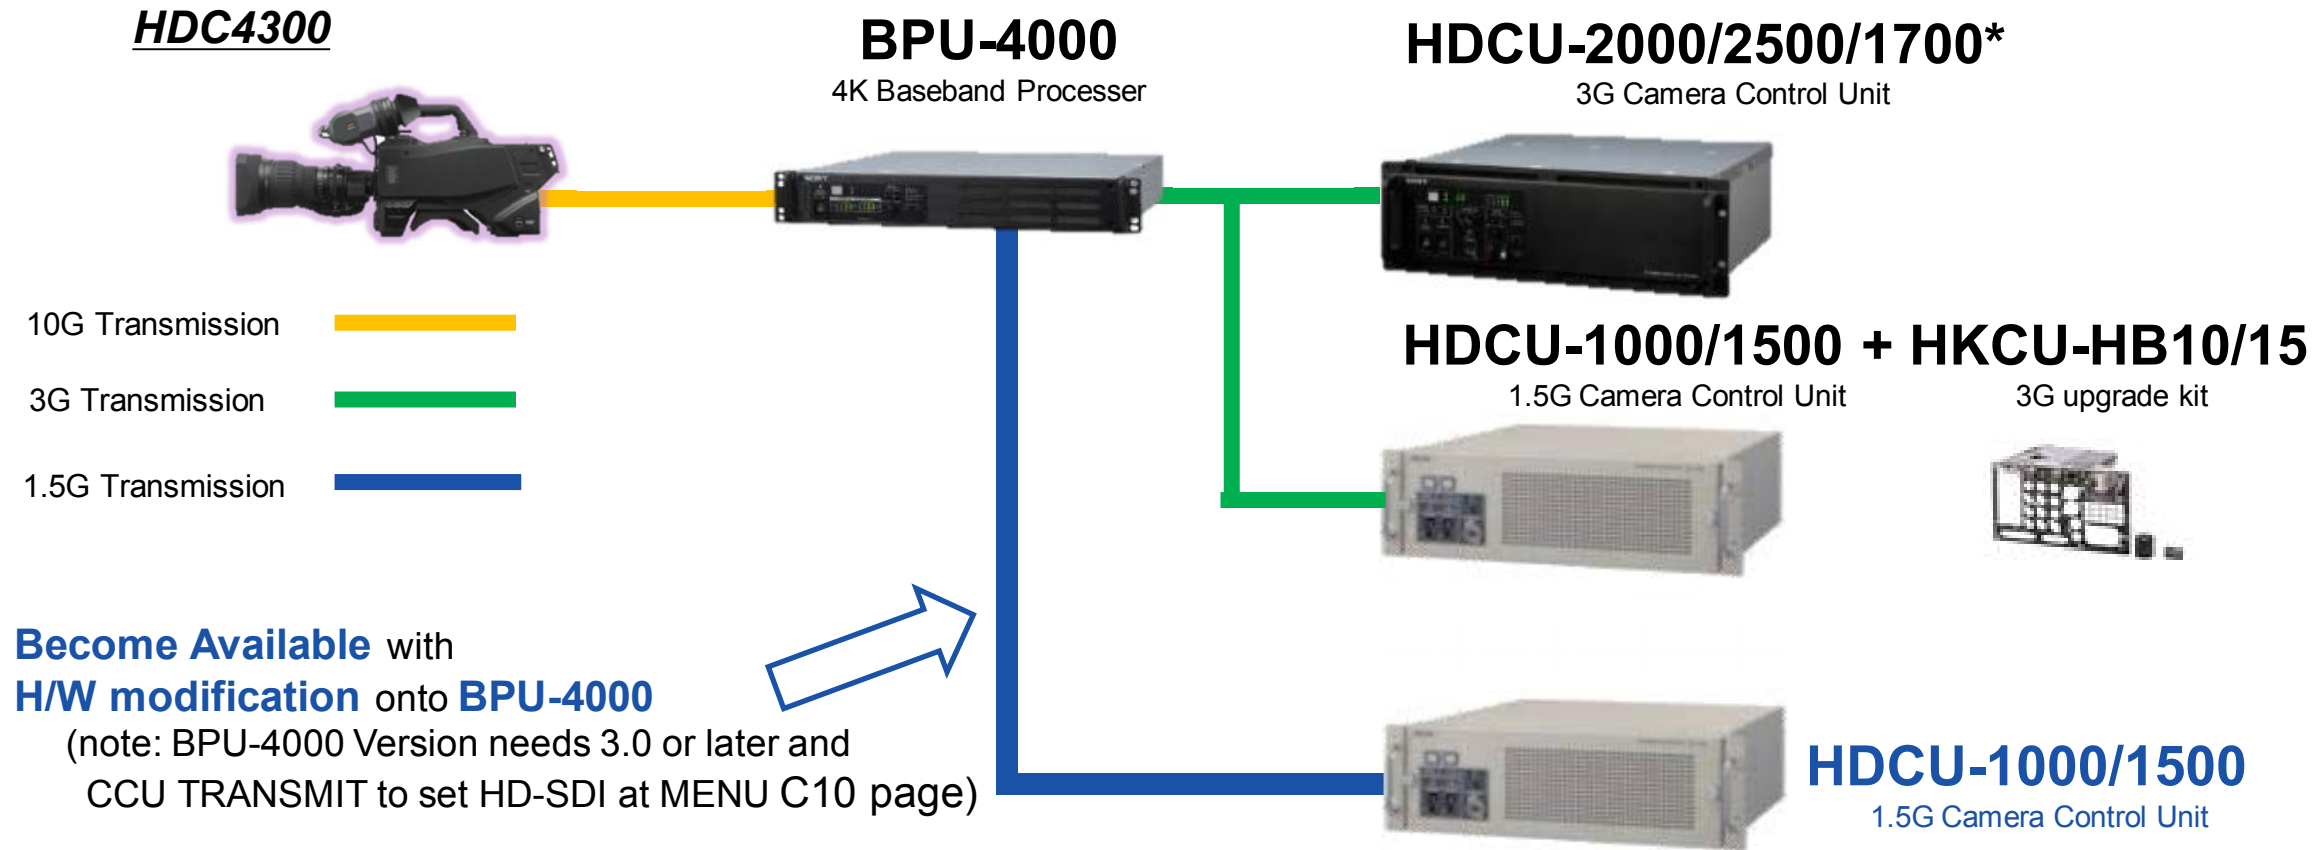 HDC4300
BPU-4000
4K Baseband Processer
HDCU-2000/2500/1700*
3G Camera Control Unit
SONY
10G Transmission
3G Transmission
1.5G Transmission
HDCU-1000/1500 + HKCU-HB10/15
1.5G Camera Control Unit
3G upgrade kit
Become Available with
H/W modification onto BPU-4000
(note: BPU-4000 Version needs 3.0 or later and
CCU TRANSMIT to set HD-SDI at MENU C10 page)
HDCU-1000/1500
1.5G Camera Control Unit